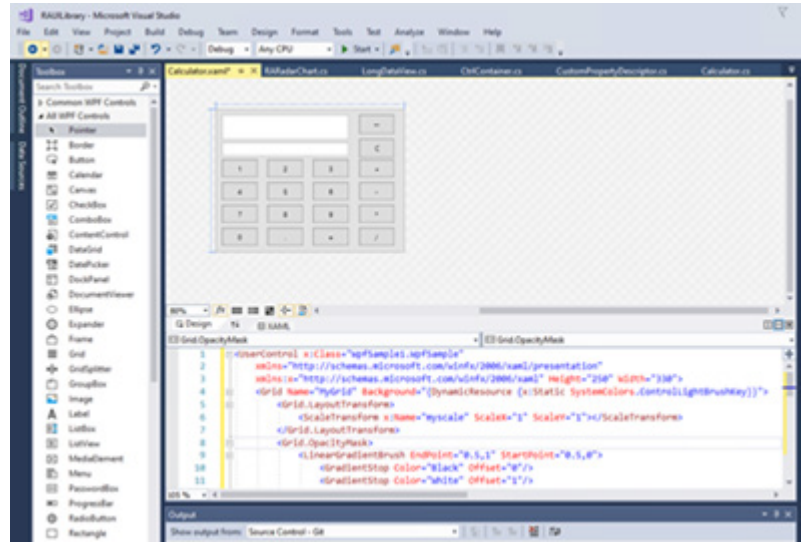 RAUILibrary - Microsoft Visual Studio
File Edit View Project Build Debug Team Design Format Tools Test Analyze Window Help
Debug Any CPU Start
Document Outline
Data Sources
Toolbox
Search Toolbox
Common WPF Controls
All WPF Controls
Pointer
Border
Button
Calendar
Canvas
CheckBox
ComboBox
ContentControl
DataGrid
DatePicker
DockPanel
DocumentViewer
Ellipse
Expander
Frame
Grid
GridSplitter
GroupBox
Image
Label
ListBox
ListView
MediaElement
Menu
PasswordBox
ProgressBar
RadioButton
Rectangle
Calculator.xaml* RARadarChart.cs LongDataView.cs CtrlContainer.cs CustomPropertyDescriptor.cs Calculator.cs
C
1 2 3 +
4 5 6 -
7 8 9 *
0 . /
80%
Design XAML
Grid.OpacityMask Grid.OpacityMask
1 <UserControl x:Class="WpfSample1.WpfSample"
2 xmlns="http://schemas.microsoft.com/winfx/2006/xaml/presentation"
3 xmlns:x="http://schemas.microsoft.com/winfx/2006/xaml" Height="250" Width="330">
4 <Grid Name="MyGrid" Background="{DynamicResource {x:Static SystemColors.ControlLightBrushKey}}">
5 <Grid.LayoutTransform>
6 <ScaleTransform x:Name="myscale" ScaleX="1" ScaleY="1"></ScaleTransform>
7 </Grid.LayoutTransform>
8 <Grid.OpacityMask>
9 <LinearGradientBrush EndPoint="0.5,1" StartPoint="0.5,0">
10 <GradientStop Color="Black" Offset="0"/>
11 <GradientStop Color="White" Offset="1"/>
105 %
Output
Show output from: Source Control - Git